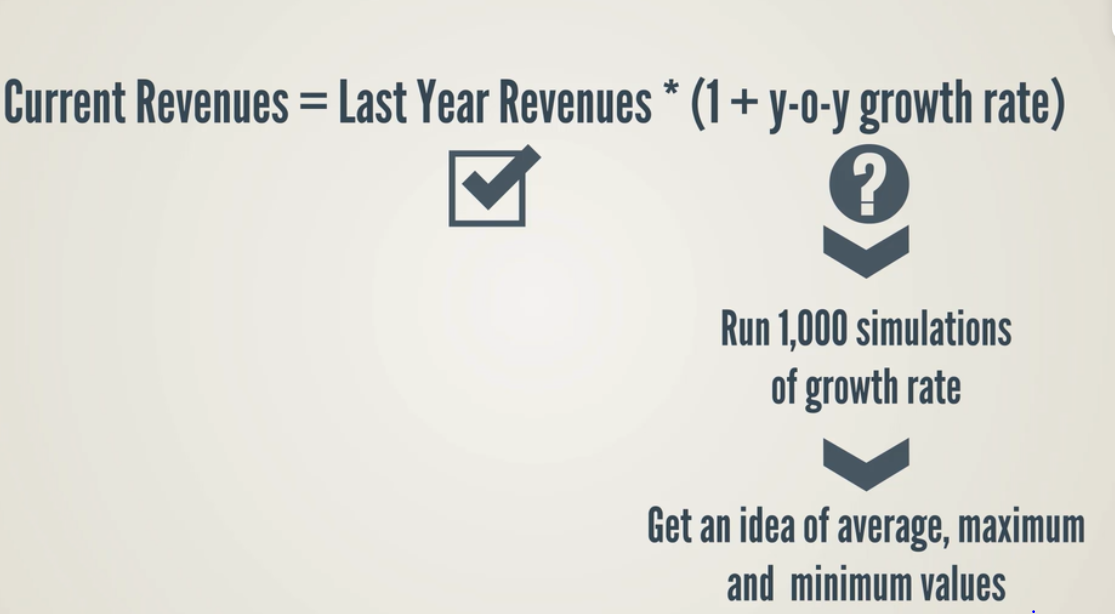 Current Revenues = Last Year Revenues * (1 + y-o-y growth rate)
?
Run 1,000 simulations
of growth rate
Get an idea of average, maximum
and minimum values